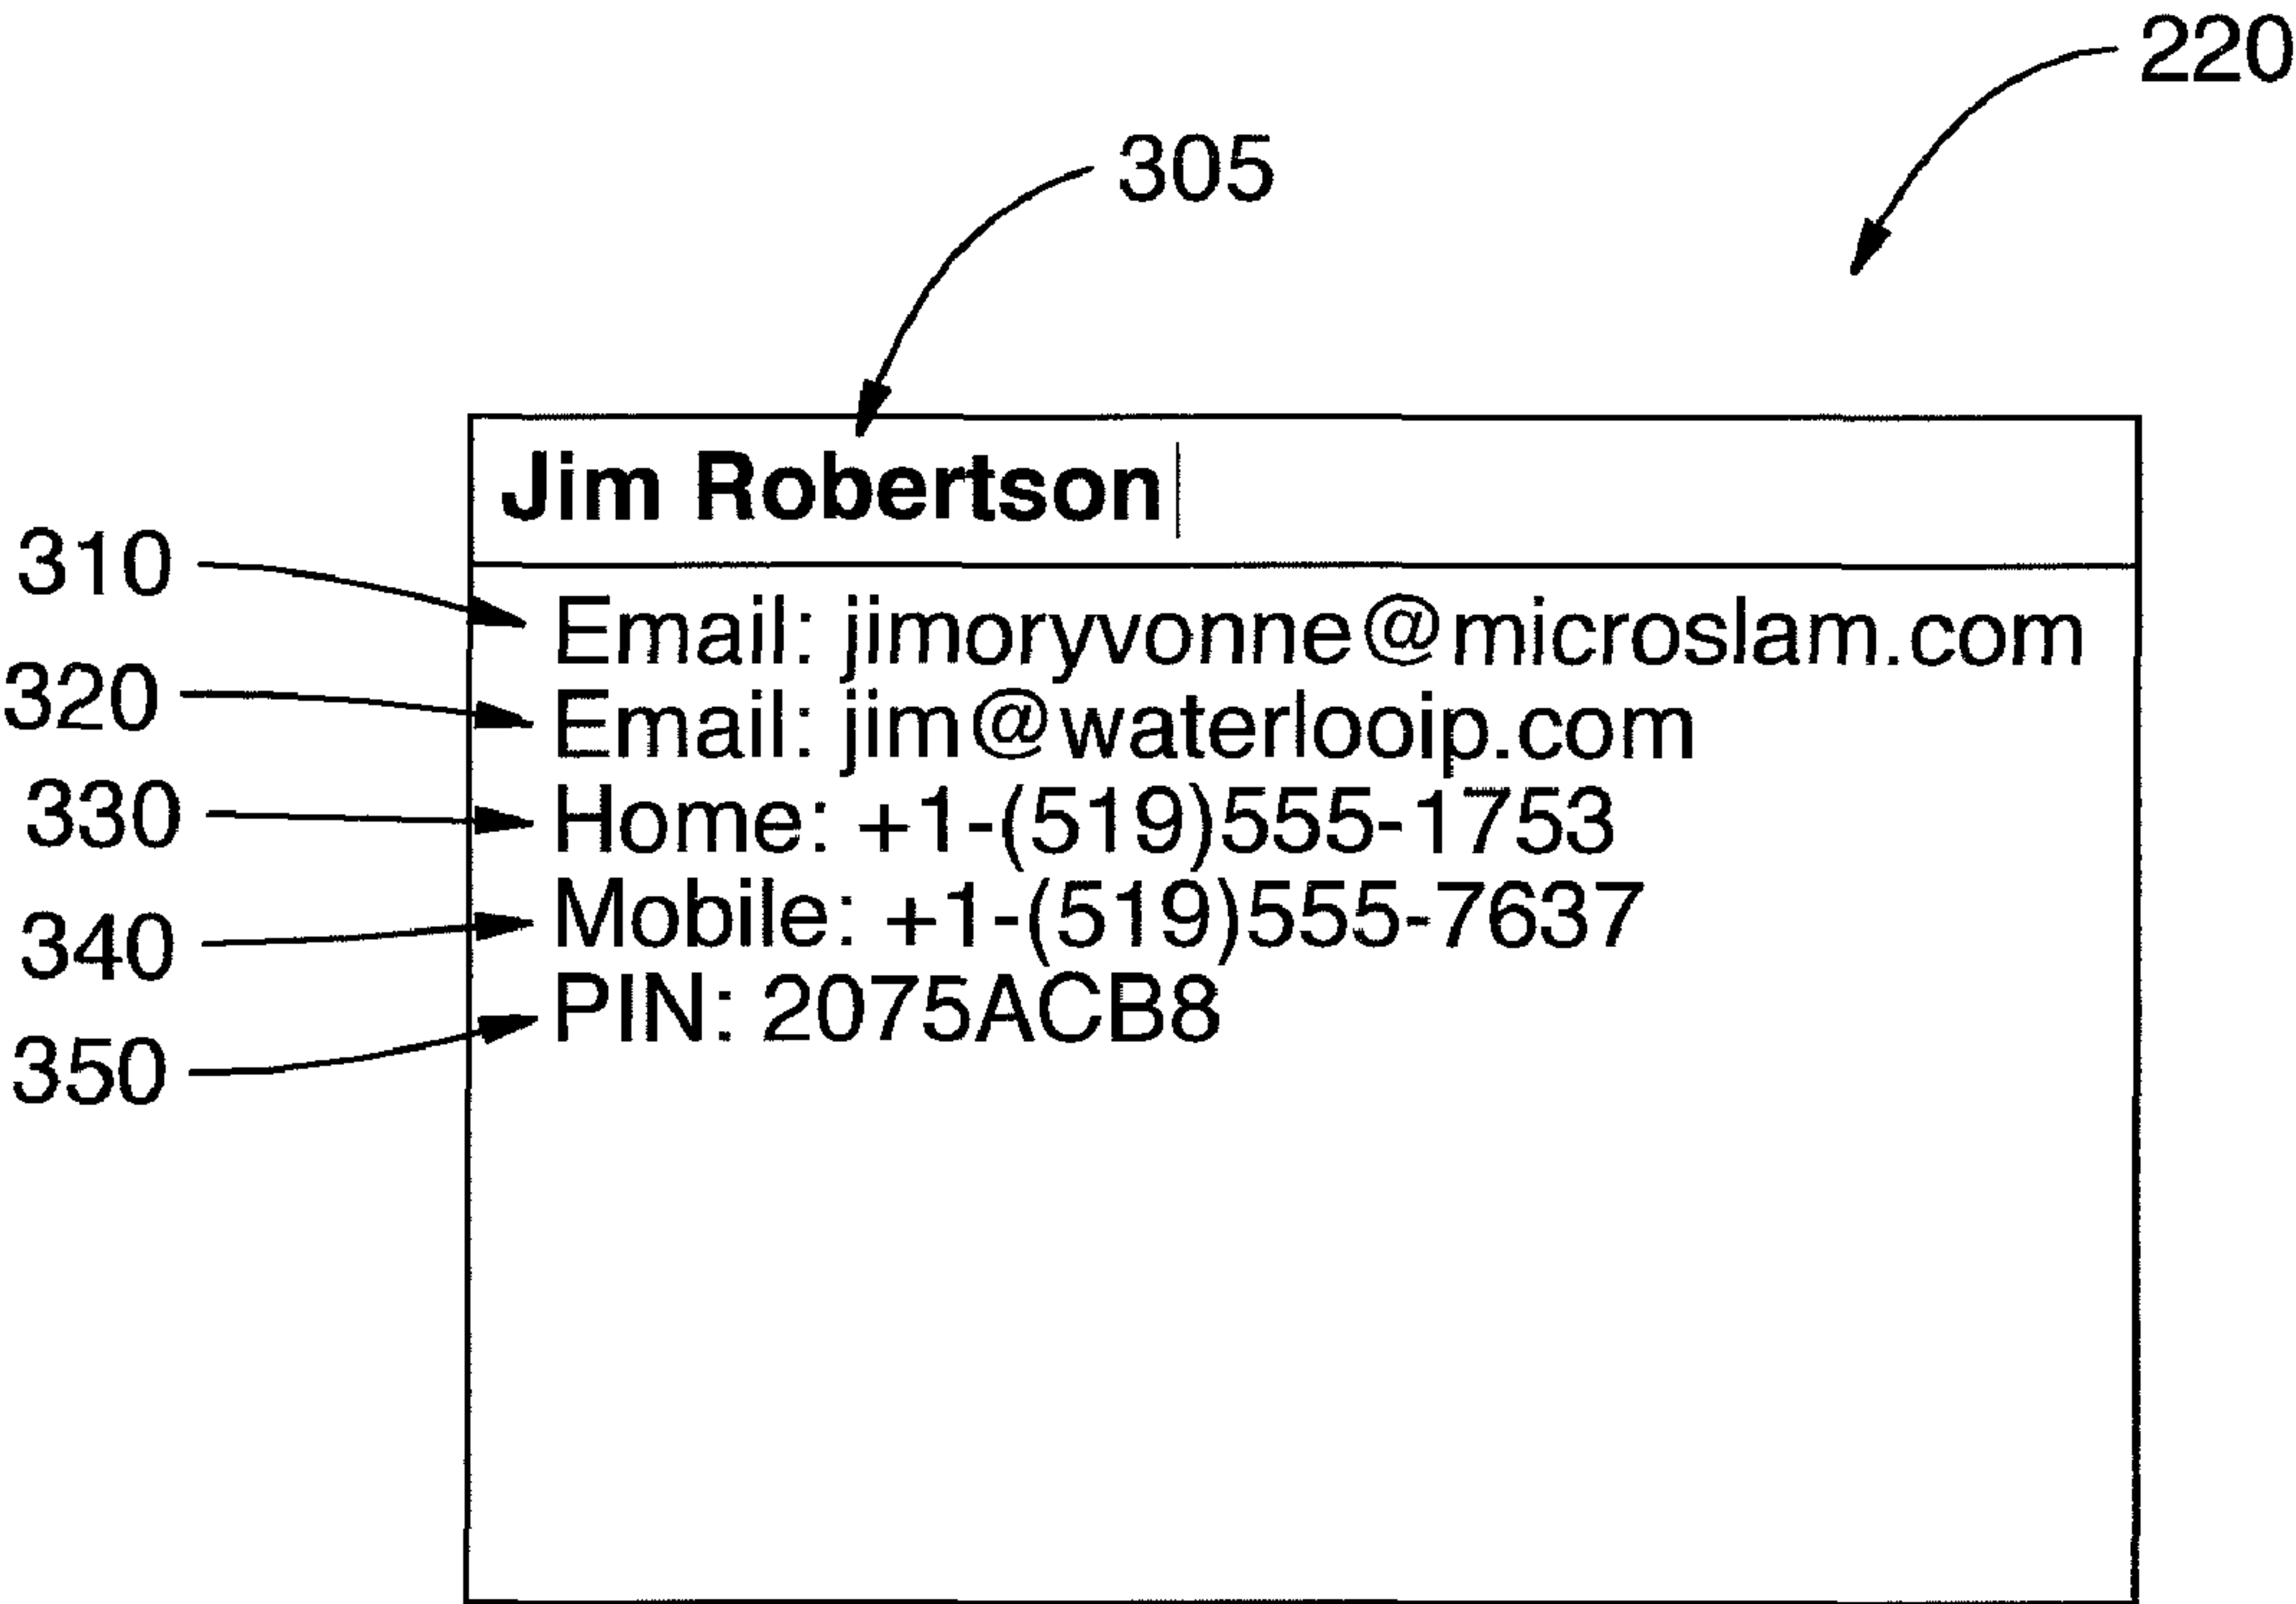 220
305
Jim Robertson
310
Email: jimoryvonne@microslam.com
320
Email: jim@waterlooip.com
330
Home: +1-(519)555-1753
340
Mobile: +1-(519)555-7637
350
PIN: 2075ACB8